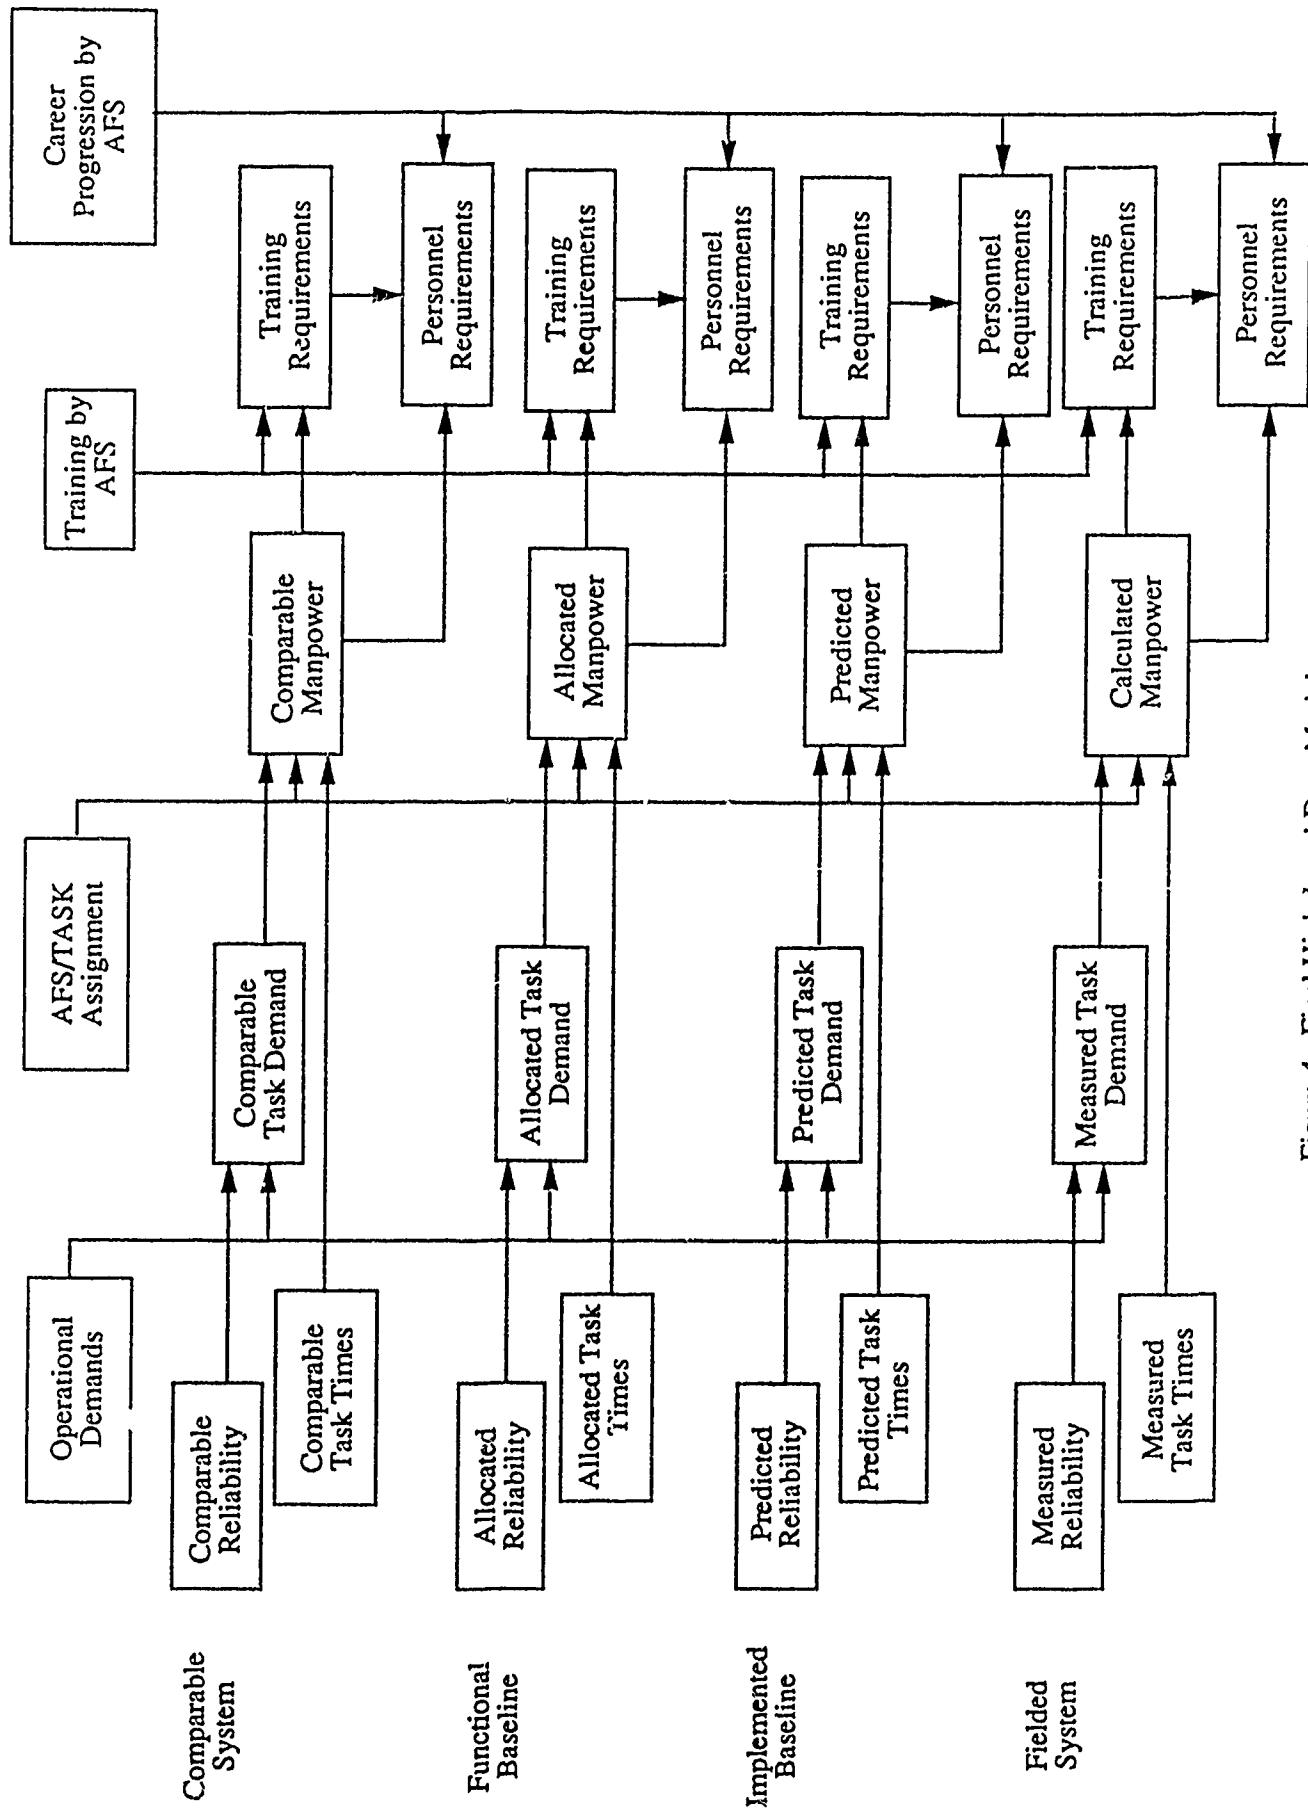 Operational
Demands
AFS/TASK
Assignment
Training by
AFS
Career
Progression by
AFS
Comparable
System
Comparable
Reliability
Comparable
Task Times
Comparable
Task Demand
Comparable
Manpower
Training
Requirements
Personnel
Requirements
Functional
Baseline
Allocated
Reliability
Allocated Task
Times
Allocated Task
Demand
Allocated
Manpower
Training
Requirements
Personnel
Requirements
Implemented
Baseline
Predicted
Reliability
Predicted Task
Times
Predicted Task
Demand
Predicted
Manpower
Training
Requirements
Personnel
Requirements
Fielded
System
Measured
Reliability
Measured
Task Times
Measured Task
Demand
Calculated
Manpower
Training
Requirements
Personnel
Requirements